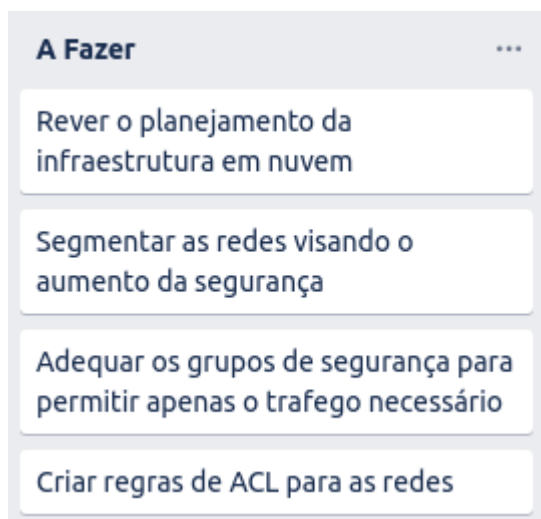 A Fazer
Rever o planejamento da
infraestrutura em nuvem
Segmentar as redes visando o
aumento da segurança
Adequar os grupos de segurança para
permitir apenas o trafego necessário
Criar regras de ACL para as redes